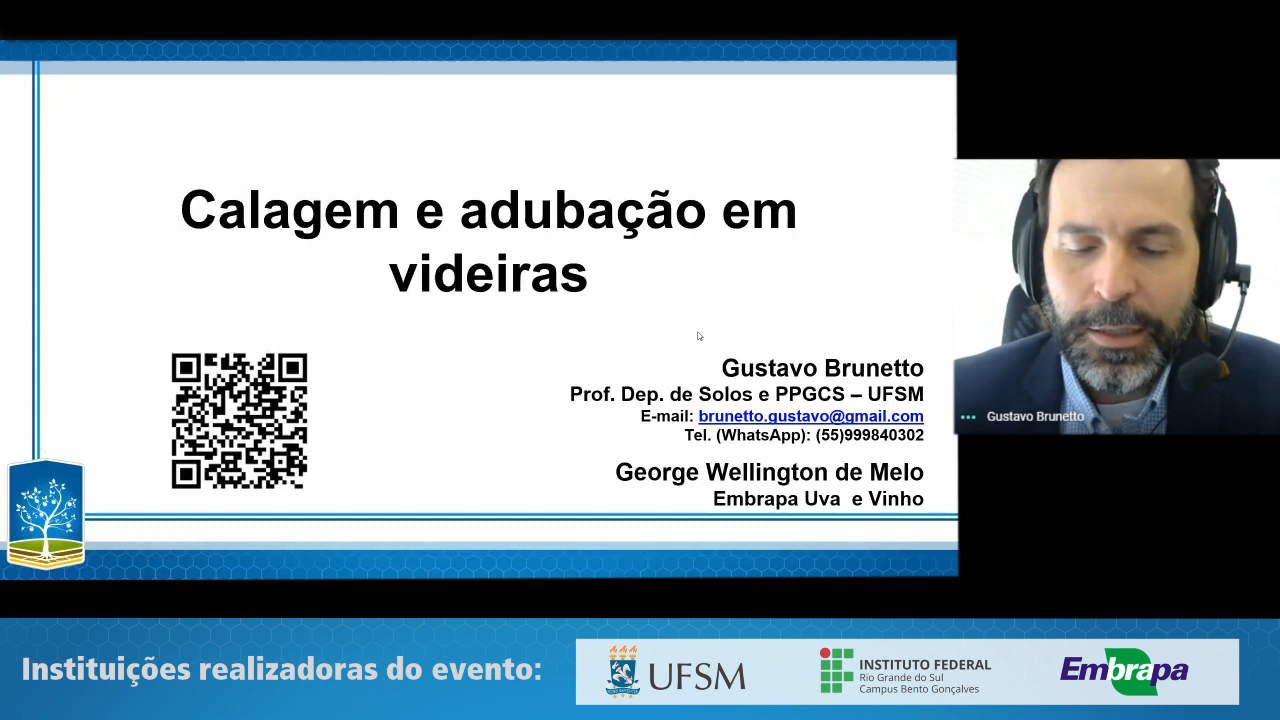 Calagem e adubação em
videiras
Gustavo Brunetto
Prof. Dep. de Solos e PPGCS – UFSM
E-mail: brunetto.gustavo@gmail.com
Tel. (WhatsApp): (55)999840302
George Wellington de Melo
Embrapa Uva e Vinho
Gustavo Brunetto
Instituições realizadoras do evento:
UFSM
INSTITUTO FEDERAL
Rio Grande do Sul
Campus Bento Gonçalves
Embrapa